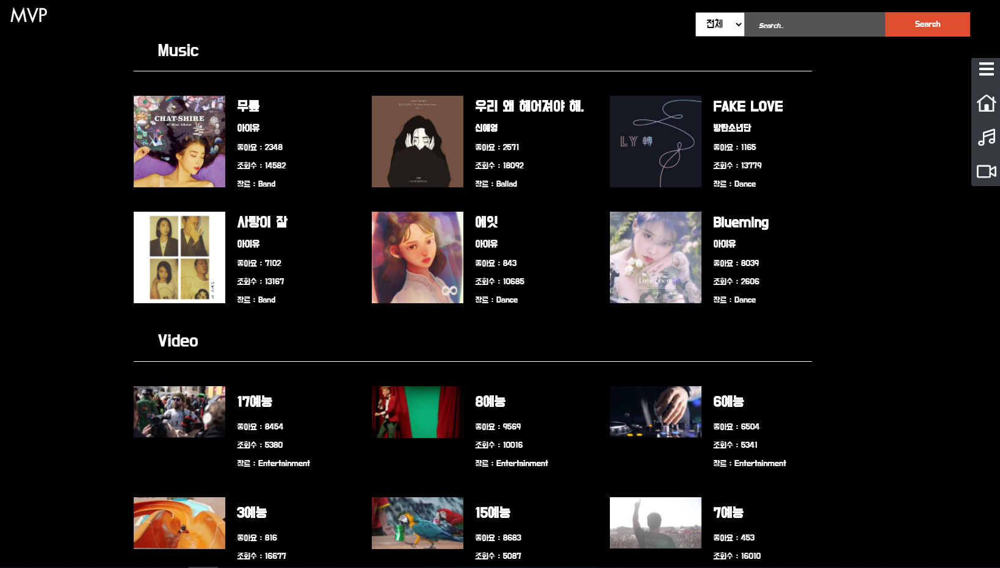 MVP
전체
Search..
Search
Music
CHAT-SHIRE
IU Mini Album
무릎
아이유
좋아요 : 2348
조회수 : 14582
장르 : Band
우리 왜 헤어져야 해.
신예영
좋아요 : 2571
조회수 : 18092
장르 : Ballad
LY 轉
FAKE LOVE
방탄소년단
좋아요 : 1165
조회수 : 13779
장르 : Dance
사랑이 잘
사탕이 잘
아이유
좋아요 : 7102
조회수 : 13167
장르 : Band
에잇
아이유
좋아요 : 843
조회수 : 10685
장르 : Dance
Love poem
Blueming
아이유
좋아요 : 8039
조회수 : 2606
장르 : Dance
Video
17예능
좋아요 : 8454
조회수 : 5380
장르 : Entertainment
8예능
좋아요 : 9569
조회수 : 10016
장르 : Entertainment
6예능
좋아요 : 6504
조회수 : 5341
장르 : Entertainment
3예능
좋아요 : 816
조회수 : 16677
15예능
좋아요 : 8683
조회수 : 5087
7예능
좋아요 : 453
조회수 : 16010